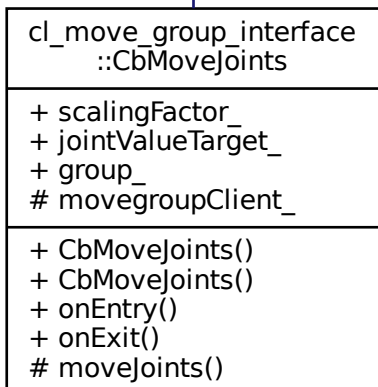 cl_move_group_interface
::CbMoveJoints
+ scalingFactor_
+ jointValueTarget_
+ group_
# movegroupClient_
+ CbMoveJoints()
+ CbMoveJoints()
+ onEntry()
+ onExit()
# moveJoints()